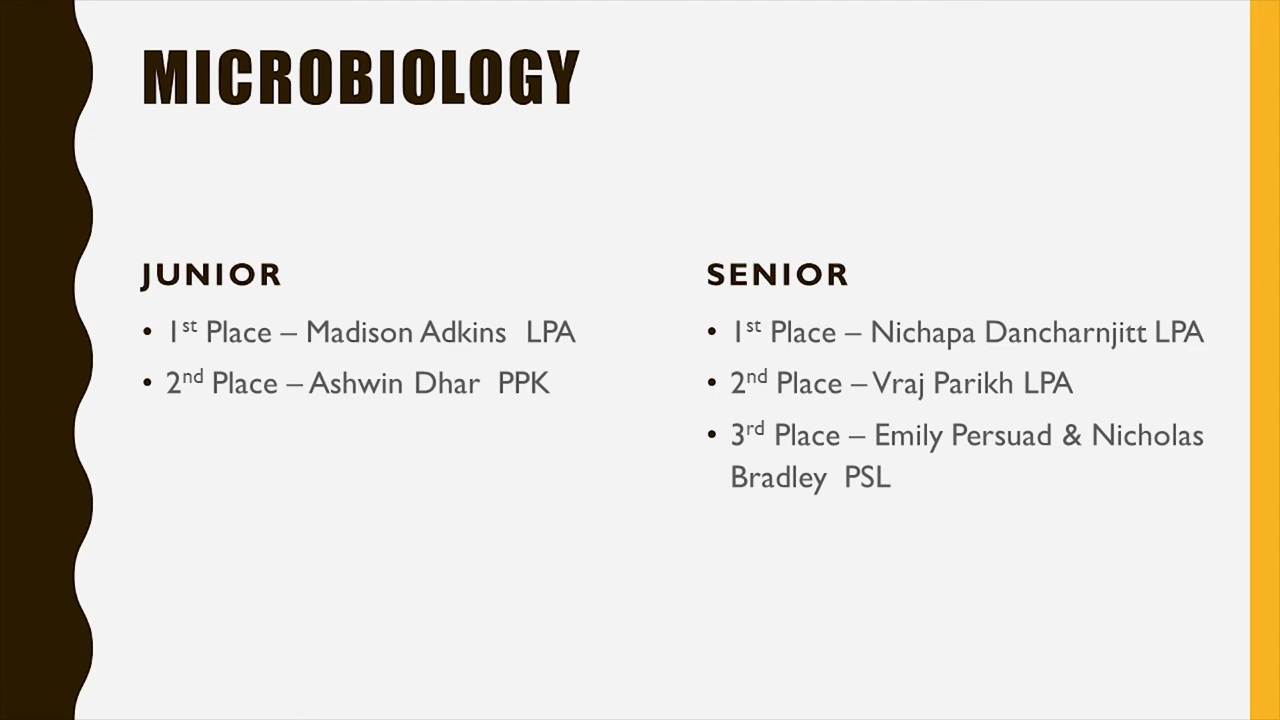 MICROBIOLOGY
JUNIOR
• 1st Place – Madison Adkins  LPA
• 2nd Place – Ashwin Dhar  PPK
SENIOR
• 1st Place – Nichapa Dancharnjitt LPA
• 2nd Place – Vraj Parikh LPA
• 3rd Place – Emily Persuad & Nicholas
Bradley  PSL